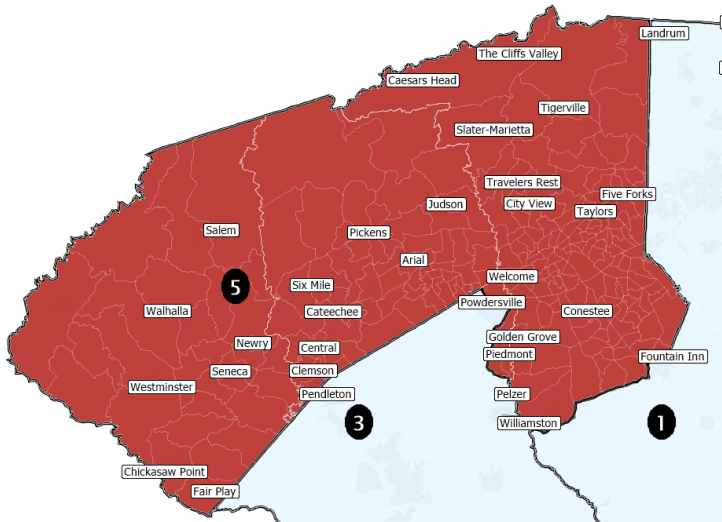 Landrum
The Cliffs Valley
Caesars Head
Tigerville
Slater-Marietta
Travelers Rest
Five Forks
City View
Judson
Taylors
Salem
Pickens
Arial
Welcome
Six Mile
5
Powdersville
Walhalla
Cateechee
Conestee
Golden Grove
Newry
Central
Piedmont
Fountain Inn
Seneca
Clemson
Westminster
Pendleton
Pelzer
3
1
Williamston
Chickasaw Point
Fair Play